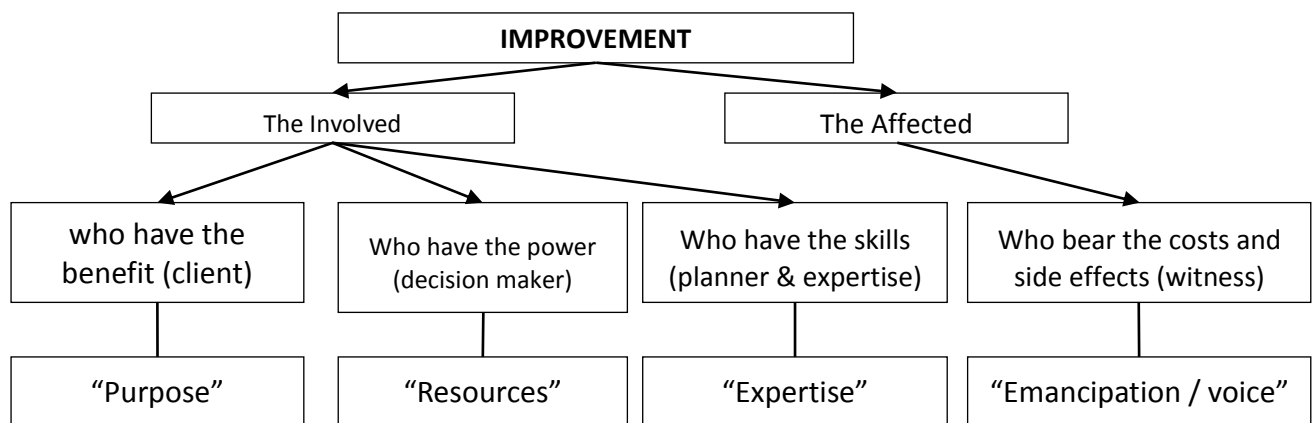 IMPROVEMENT
The Involved
The Affected
who have the
benefit (client)
Who have the power
(decision maker)
Who have the skills
(planner & expertise)
Who bear the costs and
side effects (witness)
“Purpose”
“Resources”
“Expertise”
“Emancipation / voice”